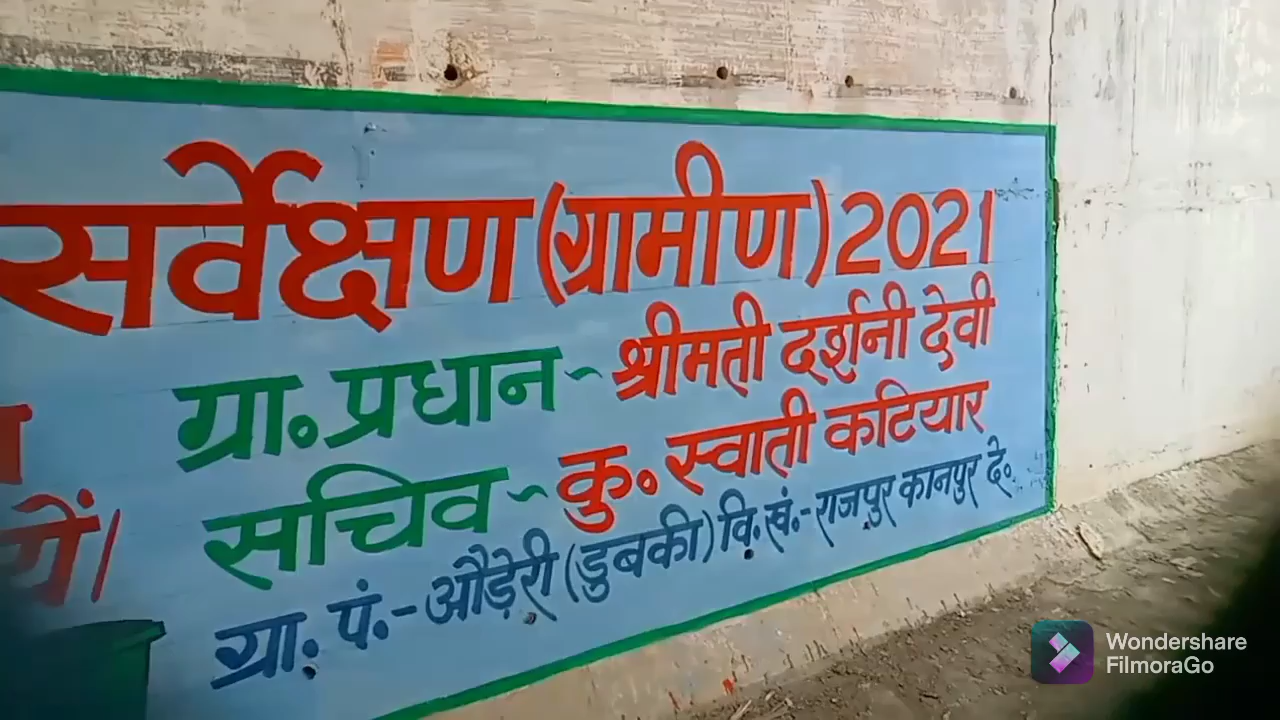 सर्वेक्षण (ग्रामीण) 2021
ग्रा॰ प्रधान ~ श्रीमती दर्शनी देवी
सचिव ~ कु॰ स्वाती कटियार
ग्रा. पं.- औड़ेरी (डुबकी) वि.खं.- राजपुर कानपुर दे॰
Wondershare
FilmoraGo